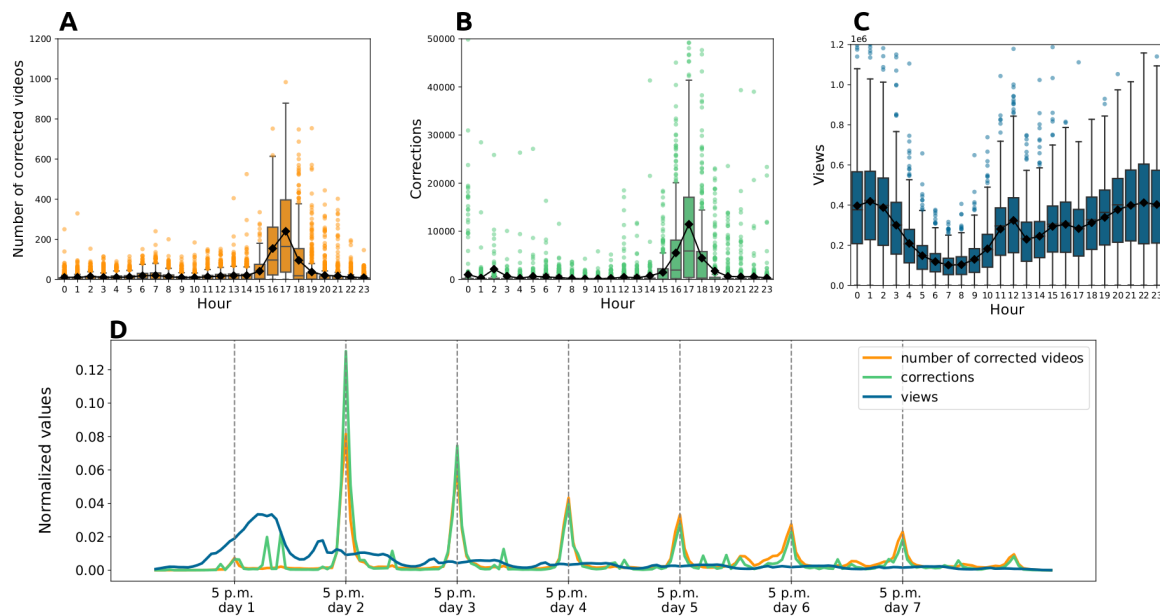 A
Number of corrected videos
1200
1000
800
600
400
200
0
0 1 2 3 4 5 6 7 8 9 10 11 12 13 14 15 16 17 18 19 20 21 22 23
Hour
B
Corrections
50000
40000
30000
20000
10000
0
0 1 2 3 4 5 6 7 8 9 10 11 12 13 14 15 16 17 18 19 20 21 22 23
Hour
C
1e6
Views
1.2
1.0
0.8
0.6
0.4
0.2
0.0
0 1 2 3 4 5 6 7 8 9 10 11 12 13 14 15 16 17 18 19 20 21 22 23
Hour
D
Normalized values
0.12
0.10
0.08
0.06
0.04
0.02
0.00
number of corrected videos
corrections
views
5 p.m. 5 p.m. 5 p.m. 5 p.m. 5 p.m. 5 p.m. 5 p.m.
day 1 day 2 day 3 day 4 day 5 day 6 day 7